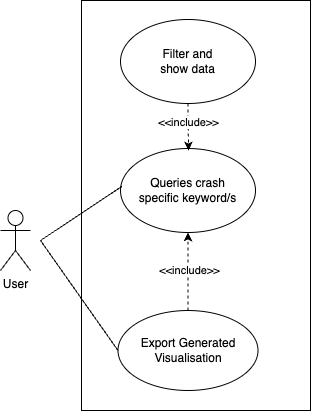 Filter and
show data
<<include>>
Queries crash
specific keyword/s
<<include>>
User
Export Generated
Visualisation